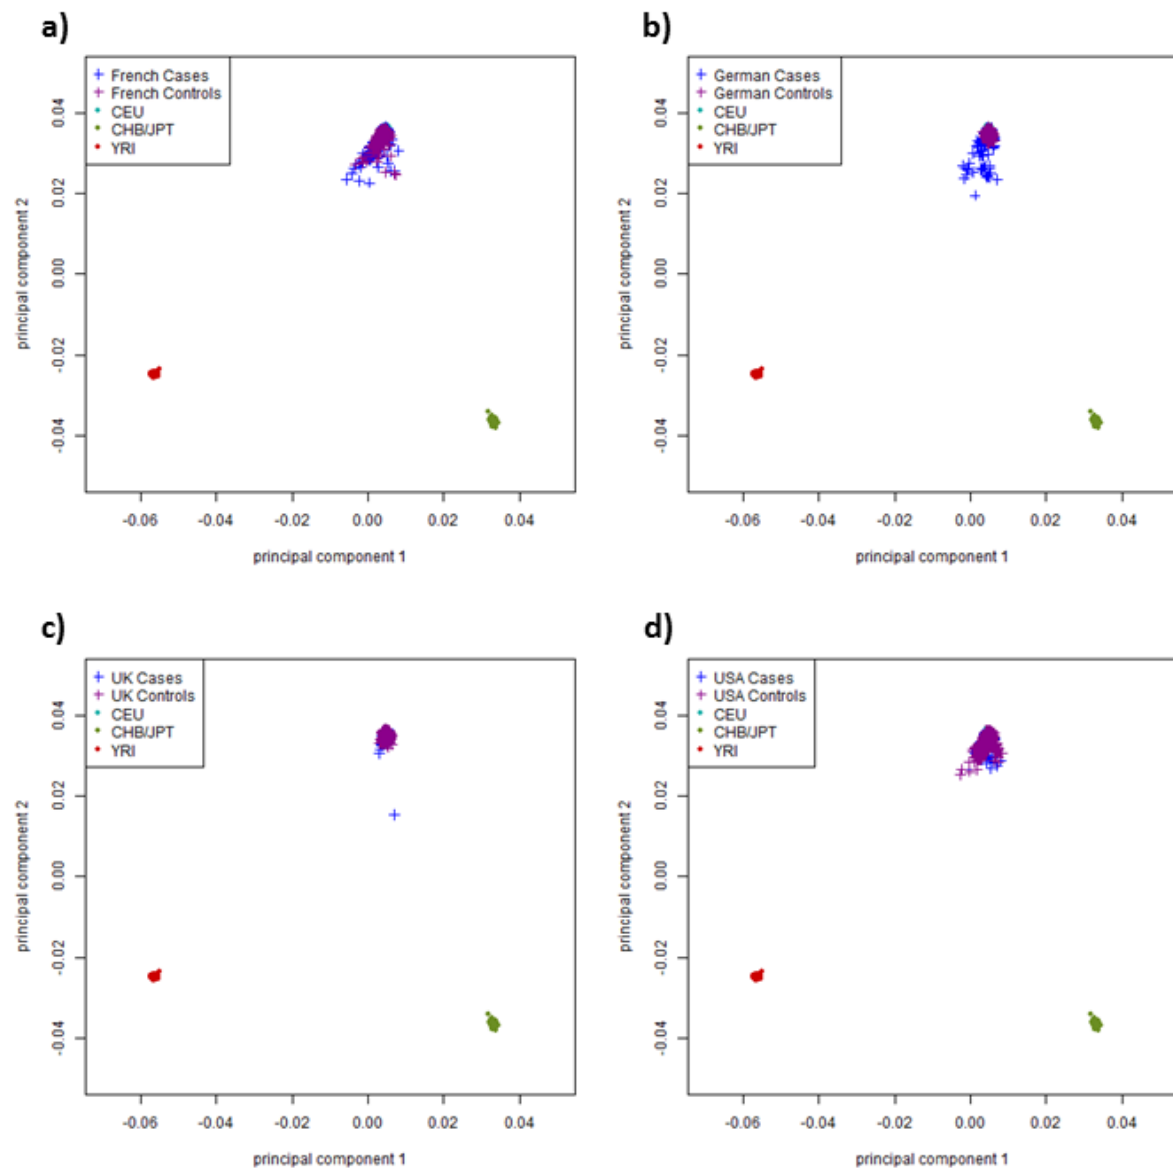 a)
French Cases
French Controls
CEU
CHB/JPT
YRI
principal component 2
0.04
0.02
0.00
-0.02
-0.04
-0.06 -0.04 -0.02 0.00 0.02 0.04
principal component 1
b)
German Cases
German Controls
CEU
CHB/JPT
YRI
principal component 2
0.04
0.02
0.00
-0.02
-0.04
-0.06 -0.04 -0.02 0.00 0.02 0.04
principal component 1
c)
UK Cases
UK Controls
CEU
CHB/JPT
YRI
principal component 2
0.04
0.02
0.00
-0.02
-0.04
-0.06 -0.04 -0.02 0.00 0.02 0.04
principal component 1
d)
USA Cases
USA Controls
CEU
CHB/JPT
YRI
principal component 2
0.04
0.02
0.00
-0.02
-0.04
-0.06 -0.04 -0.02 0.00 0.02 0.04
principal component 1